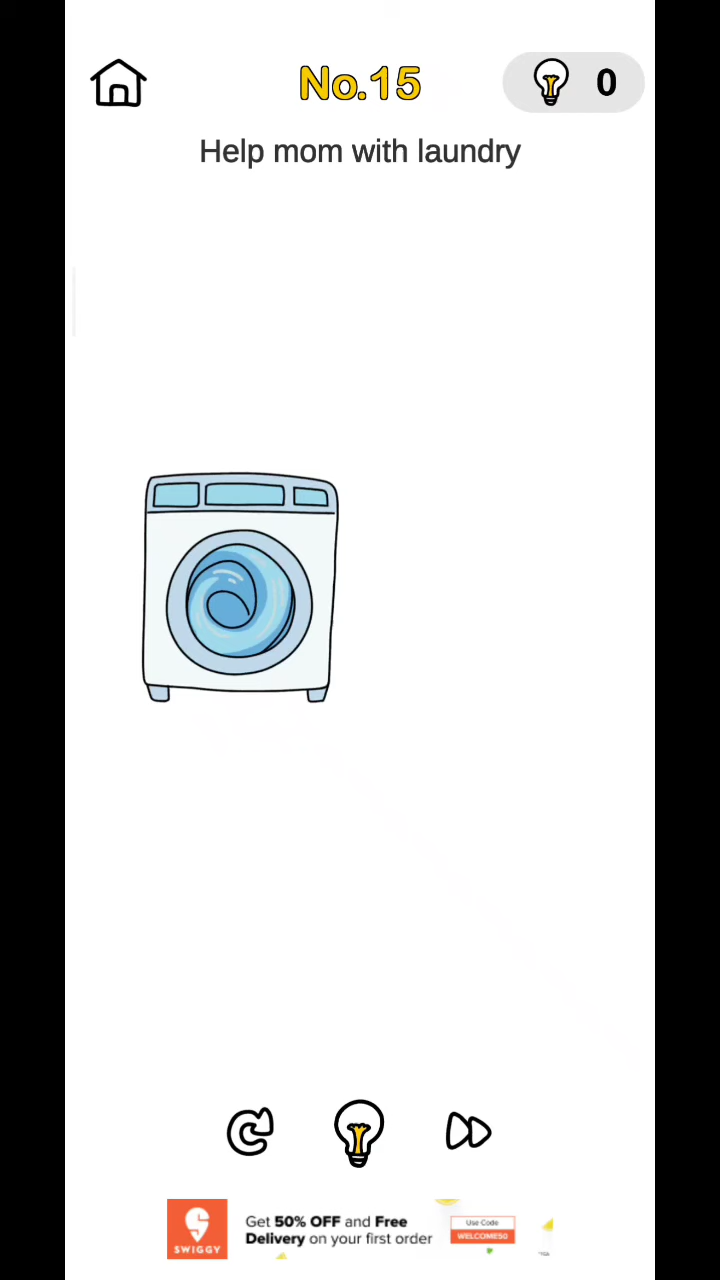 No.15
0
Help mom with laundry
SWIGGY
Get 50% OFF and Free
Delivery on your first order
Use Code
WELCOME50